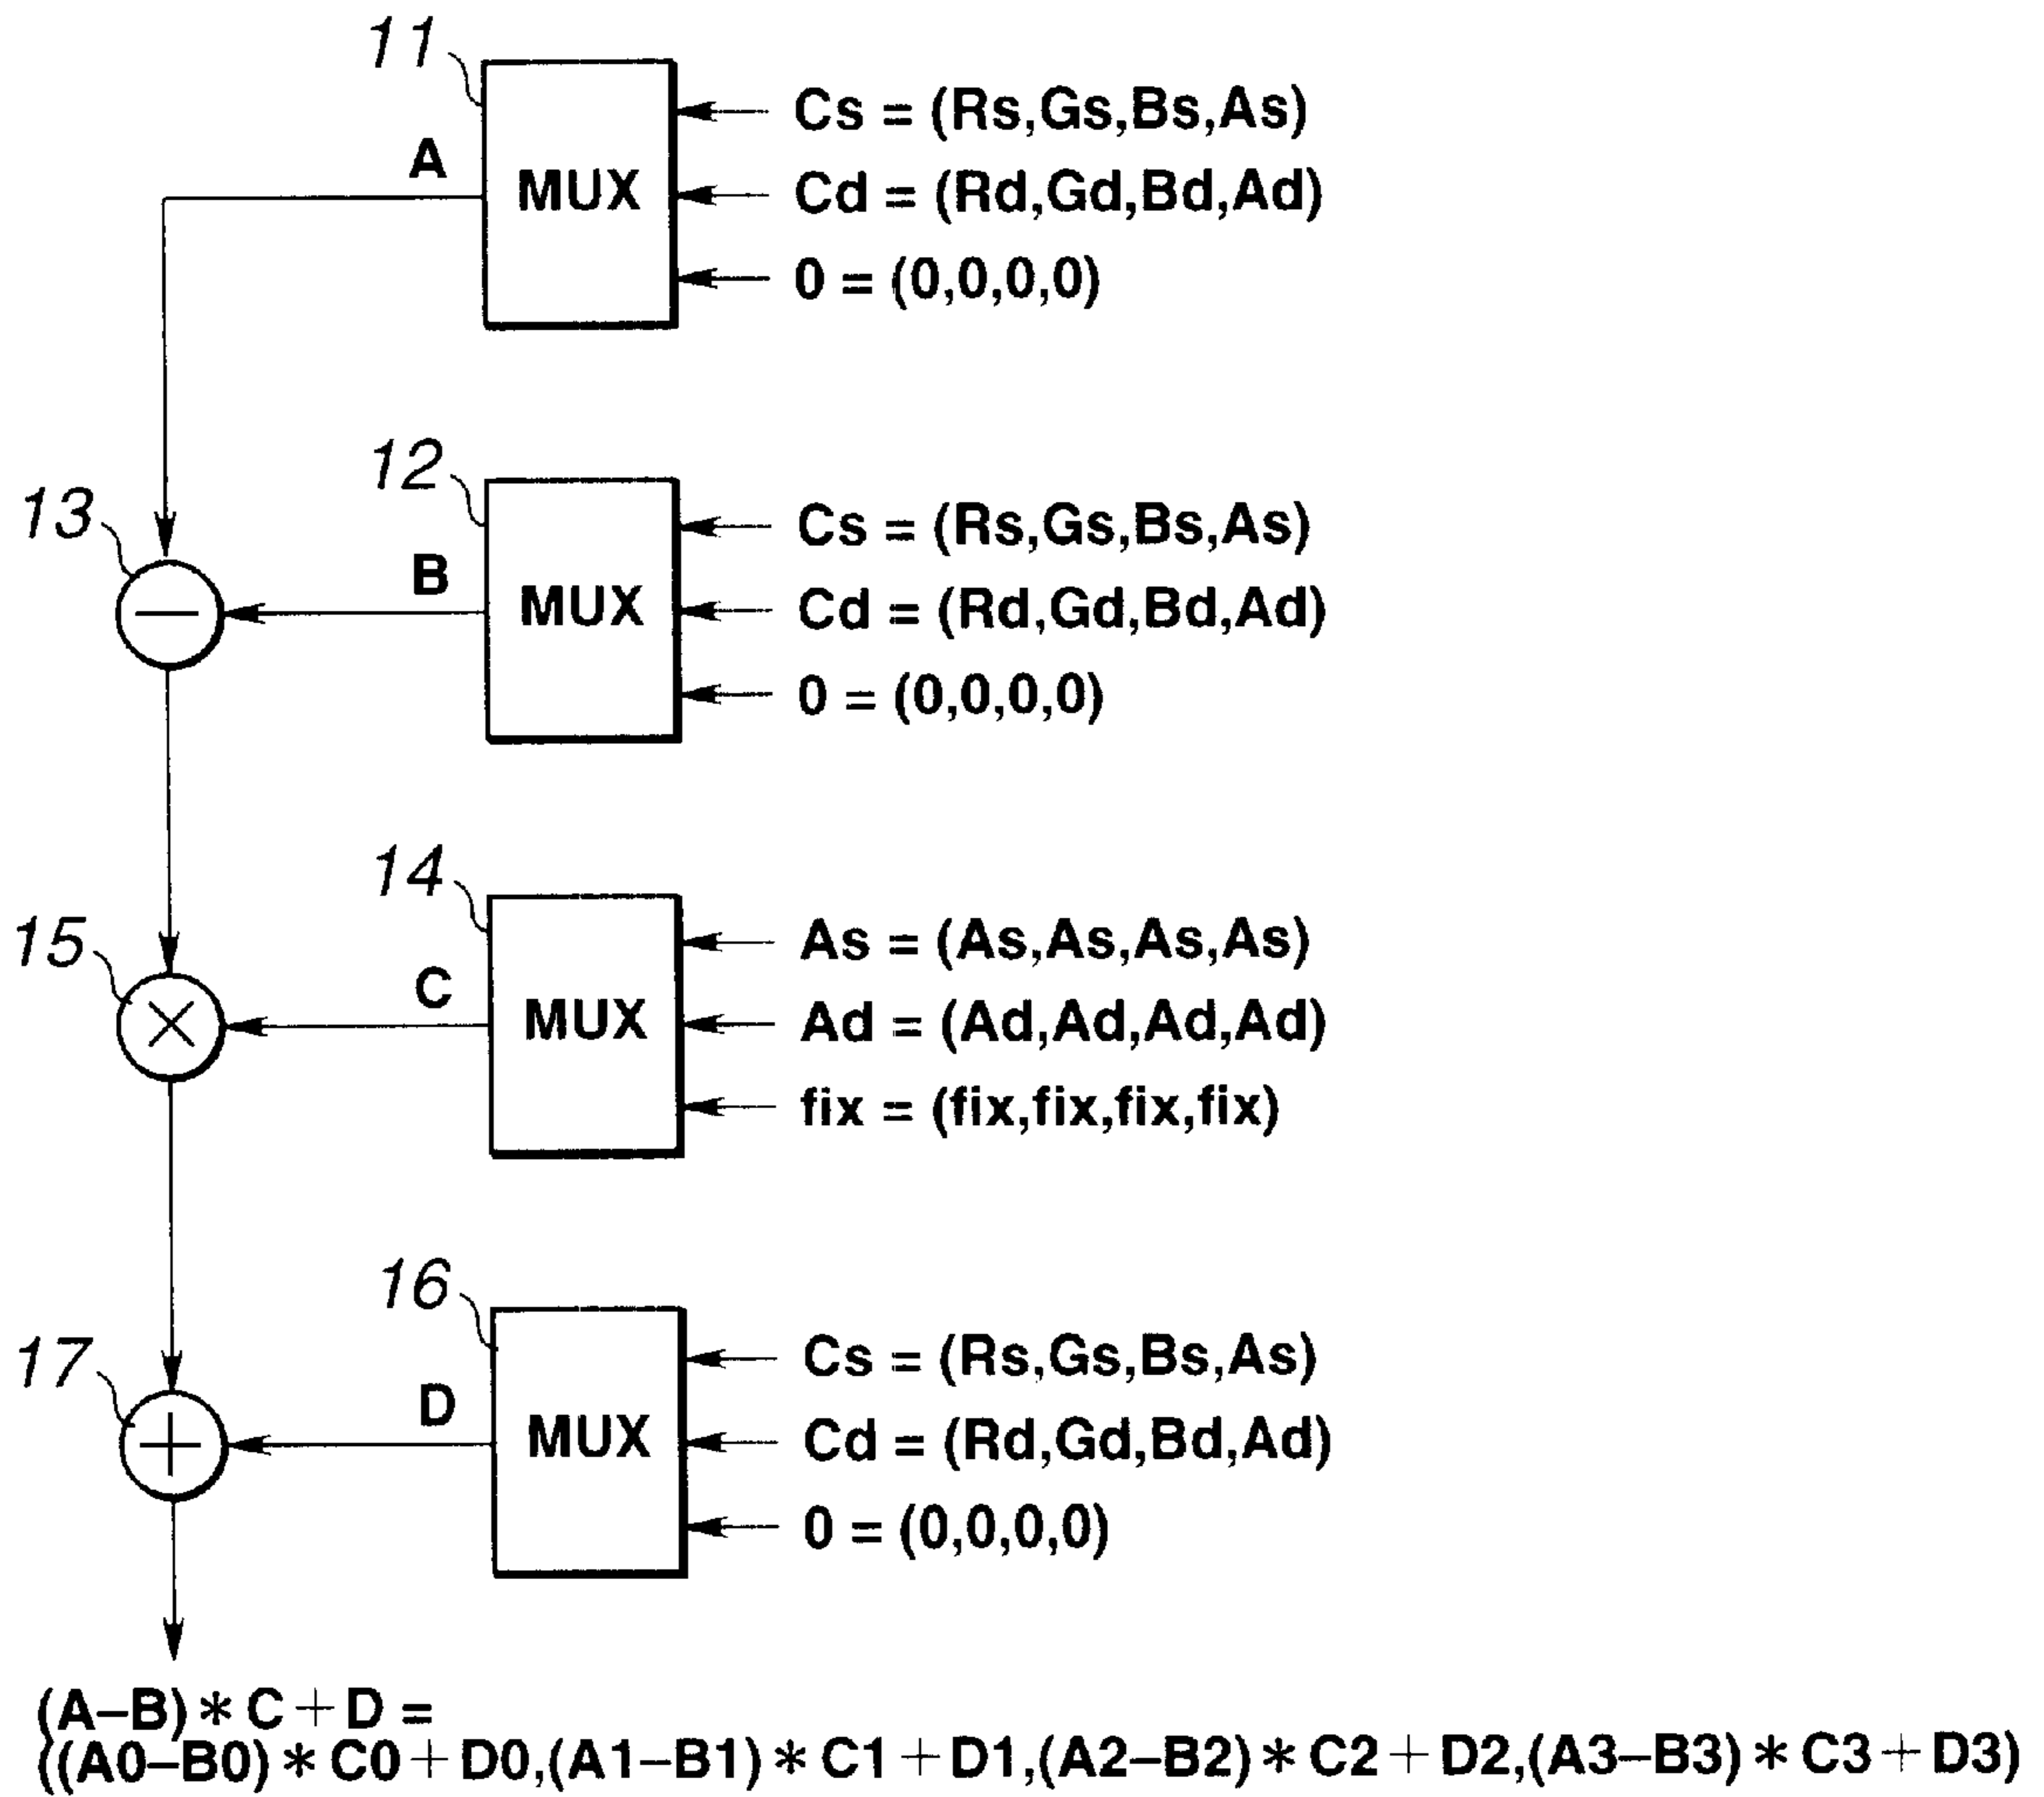 11
A
MUX
Cs = (Rs,Gs,Bs,As)
Cd = (Rd,Gd,Bd,Ad)
0 = (0,0,0,0)
12
13
B
MUX
Cs = (Rs,Gs,Bs,As)
Cd = (Rd,Gd,Bd,Ad)
0 = (0,0,0,0)
−
14
15
C
MUX
As = (As,As,As,As)
Ad = (Ad,Ad,Ad,Ad)
fix = (fix,fix,fix,fix)
×
16
17
D
MUX
Cs = (Rs,Gs,Bs,As)
Cd = (Rd,Gd,Bd,Ad)
0 = (0,0,0,0)
+
(A−B)*C+D=
((A0−B0)*C0+D0,(A1−B1)*C1+D1,(A2−B2)*C2+D2,(A3−B3)*C3+D3)